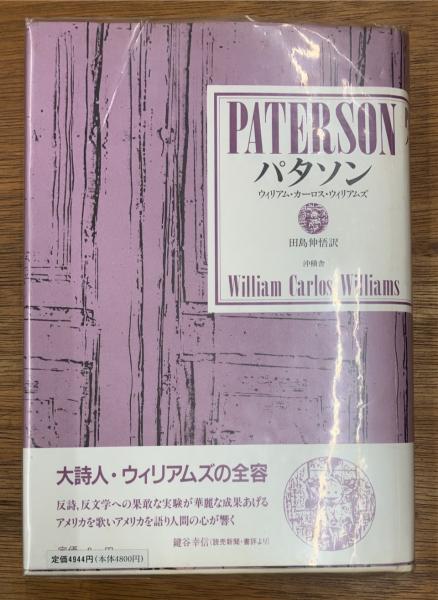 PATERSON
パタソン
ウィリアム・カーロス・ウィリアムズ
田島伸悟訳
沖積舎
William Carlos Williams
大詩人・ウィリアムズの全容
反詩、反文学への果敢な実験が華麗な成果あげる
アメリカを歌いアメリカを語り人間の心が響く
鍵谷幸信(読売新聞・書評より)
定価4944円(本体4800円)